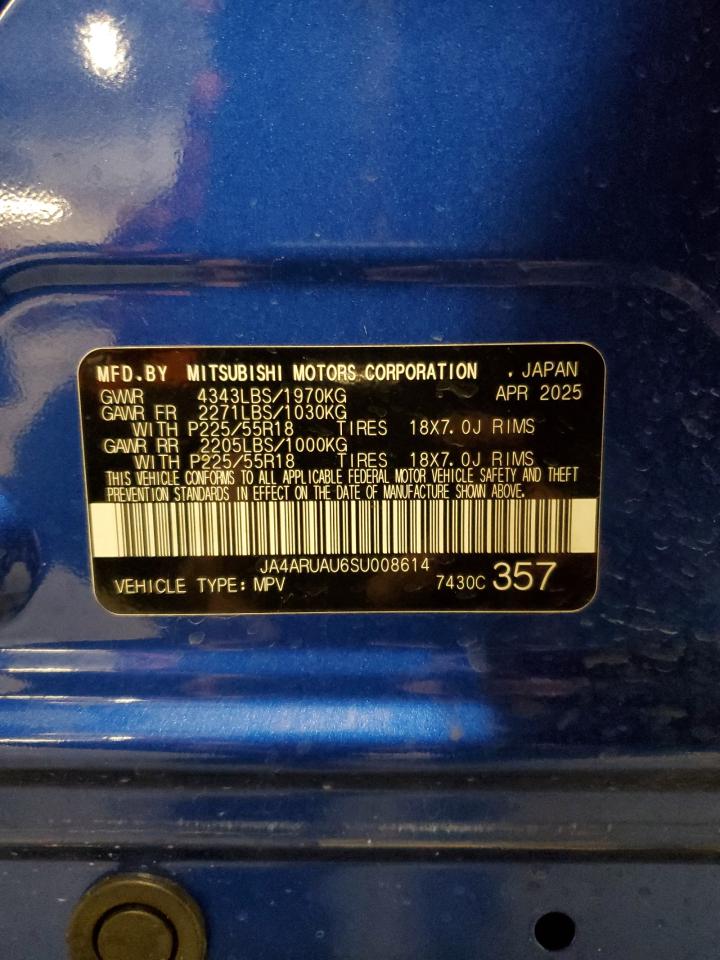 MFD.BY MITSUBISHI MOTORS CORPORATION , JAPAN
GVWR 4343LBS/1970KG APR 2025
GAWR FR 2271LBS/1030KG
WITH P225/55R18 TIRES 18X7.0J RIMS
GAWR RR 2205LBS/1000KG
WITH P225/55R18 TIRES 18X7.0J RIMS
THIS VEHICLE CONFORMS TO ALL APPLICABLE FEDERAL MOTOR VEHICLE SAFETY AND THEFT
PREVENTION STANDARDS IN EFFECT ON THE DATE OF MANUFACTURE SHOWN ABOVE.
JA4ARUAU6SU008614
VEHICLE TYPE: MPV 7430C 357